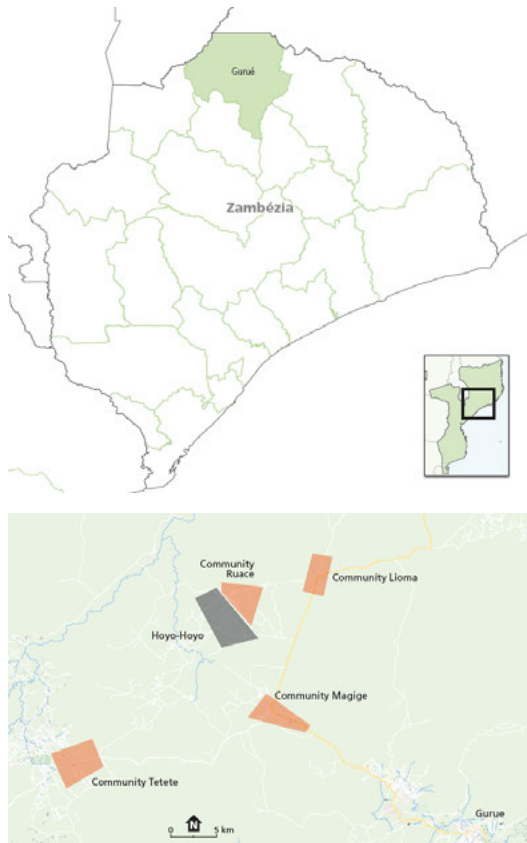 Gurué
Zambézia
Community
Ruace
Community Lioma
Hoyo-Hoyo
Community Magige
Community Tetete
Gurue
N
0 5 km